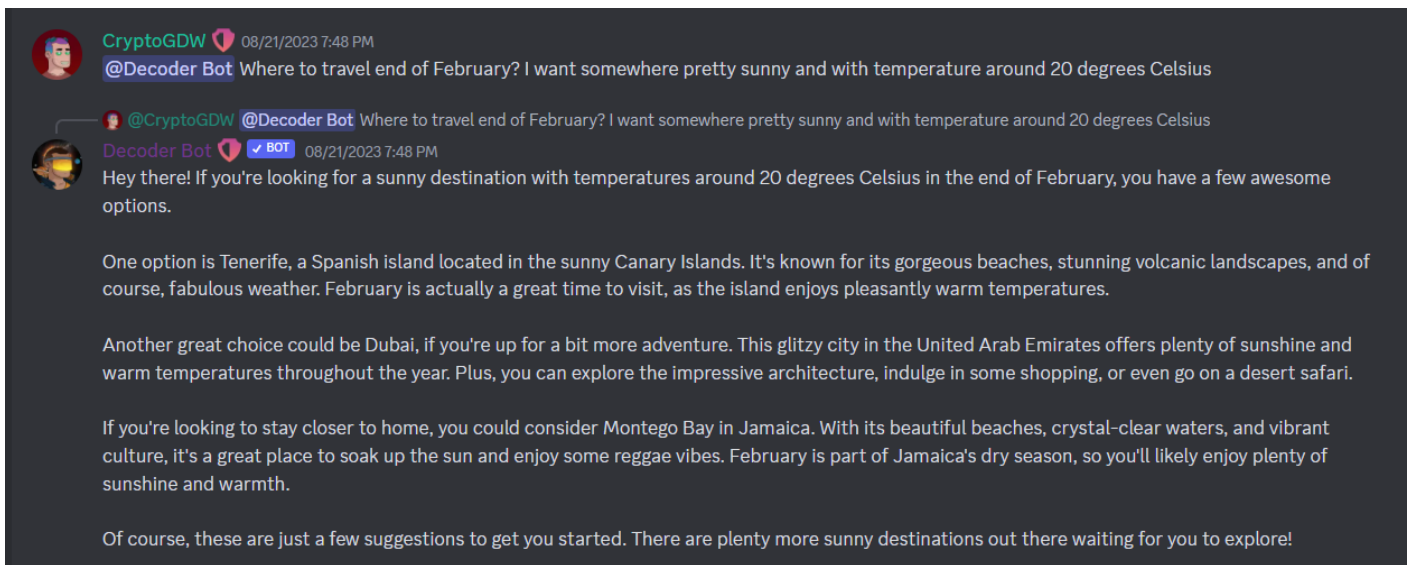 CryptoGDW 08/21/2023 7:48 PM
@Decoder Bot Where to travel end of February? I want somewhere pretty sunny and with temperature around 20 degrees Celsius
@CryptoGDW @Decoder Bot Where to travel end of February? I want somewhere pretty sunny and with temperature around 20 degrees Celsius
Decoder Bot ✓ BOT 08/21/2023 7:48 PM
Hey there! If you're looking for a sunny destination with temperatures around 20 degrees Celsius in the end of February, you have a few awesome
options.
One option is Tenerife, a Spanish island located in the sunny Canary Islands. It's known for its gorgeous beaches, stunning volcanic landscapes, and of
course, fabulous weather. February is actually a great time to visit, as the island enjoys pleasantly warm temperatures.
Another great choice could be Dubai, if you're up for a bit more adventure. This glitzy city in the United Arab Emirates offers plenty of sunshine and
warm temperatures throughout the year. Plus, you can explore the impressive architecture, indulge in some shopping, or even go on a desert safari.
If you're looking to stay closer to home, you could consider Montego Bay in Jamaica. With its beautiful beaches, crystal-clear waters, and vibrant
culture, it's a great place to soak up the sun and enjoy some reggae vibes. February is part of Jamaica's dry season, so you'll likely enjoy plenty of
sunshine and warmth.
Of course, these are just a few suggestions to get you started. There are plenty more sunny destinations out there waiting for you to explore!